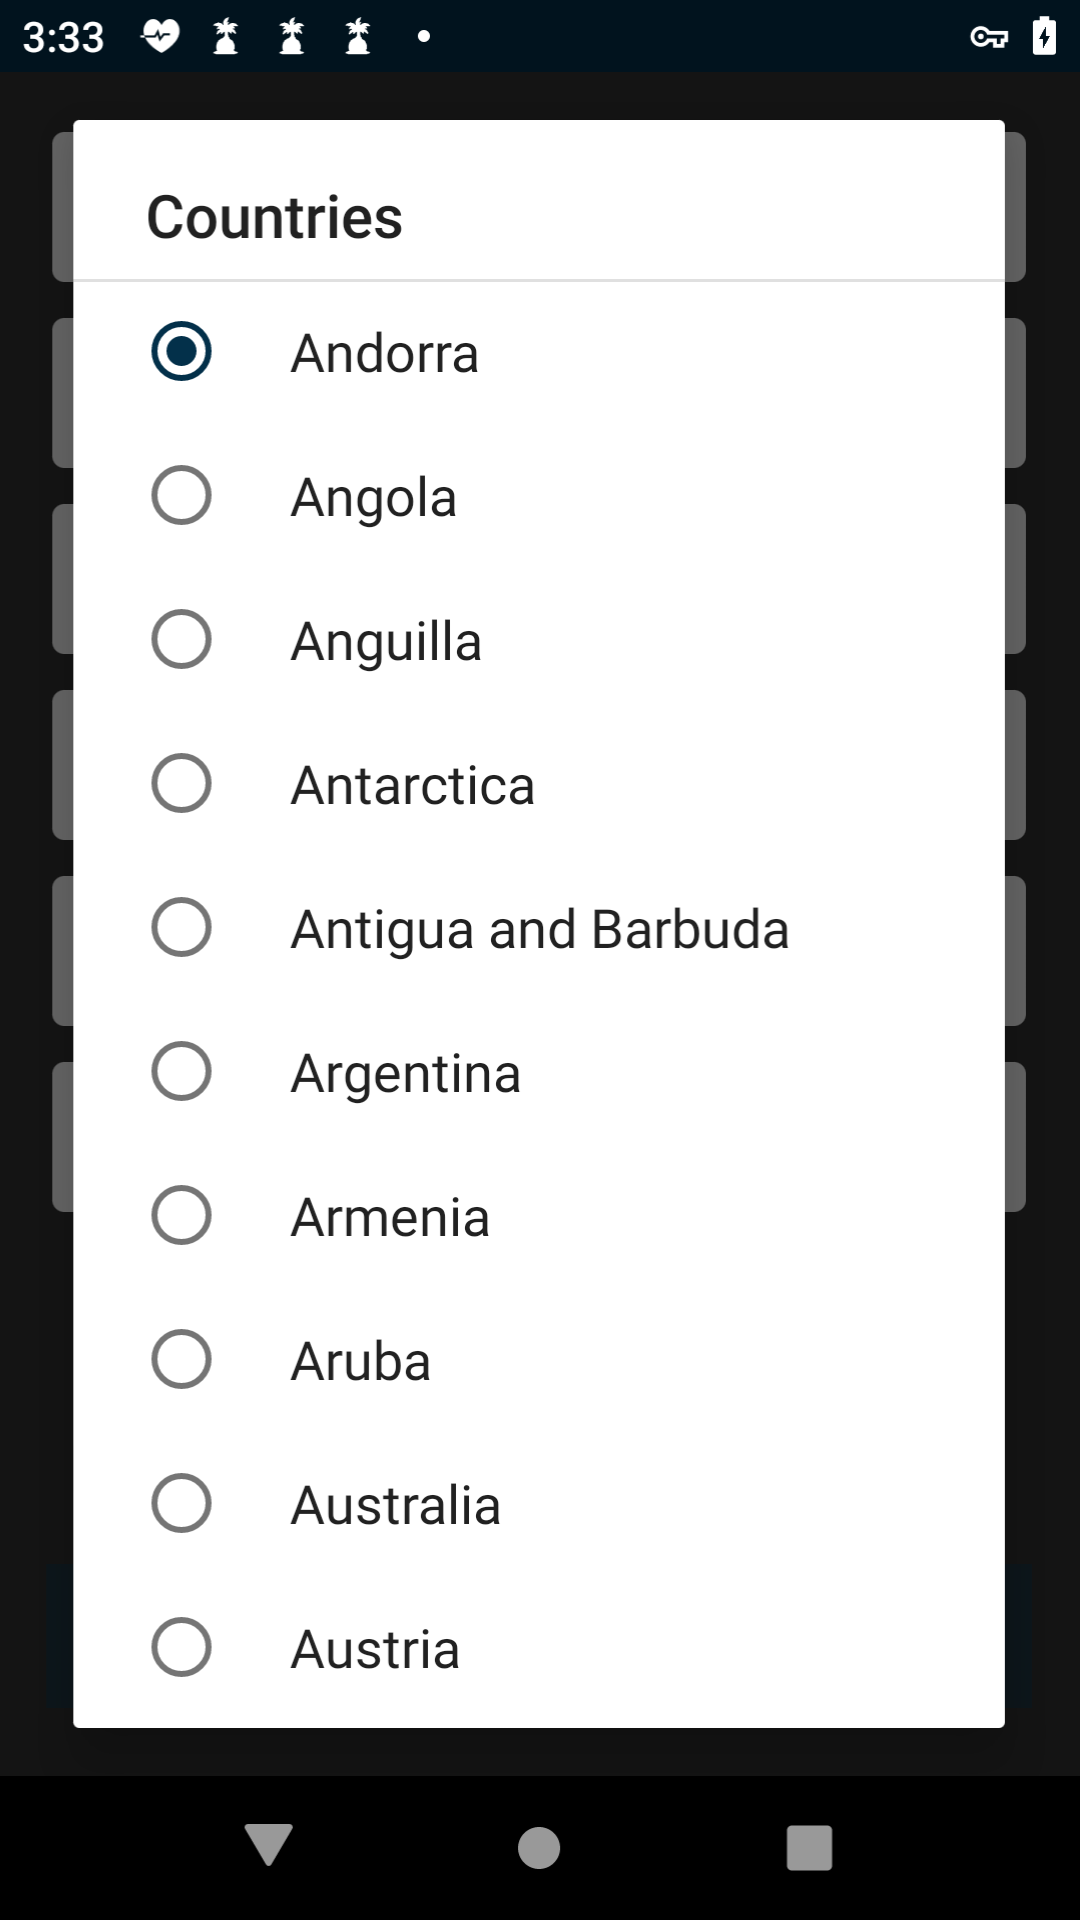 3:33
Countries
Andorra
Angola
Anguilla
Antarctica
Antigua and Barbuda
Argentina
Armenia
Aruba
Australia
Austria